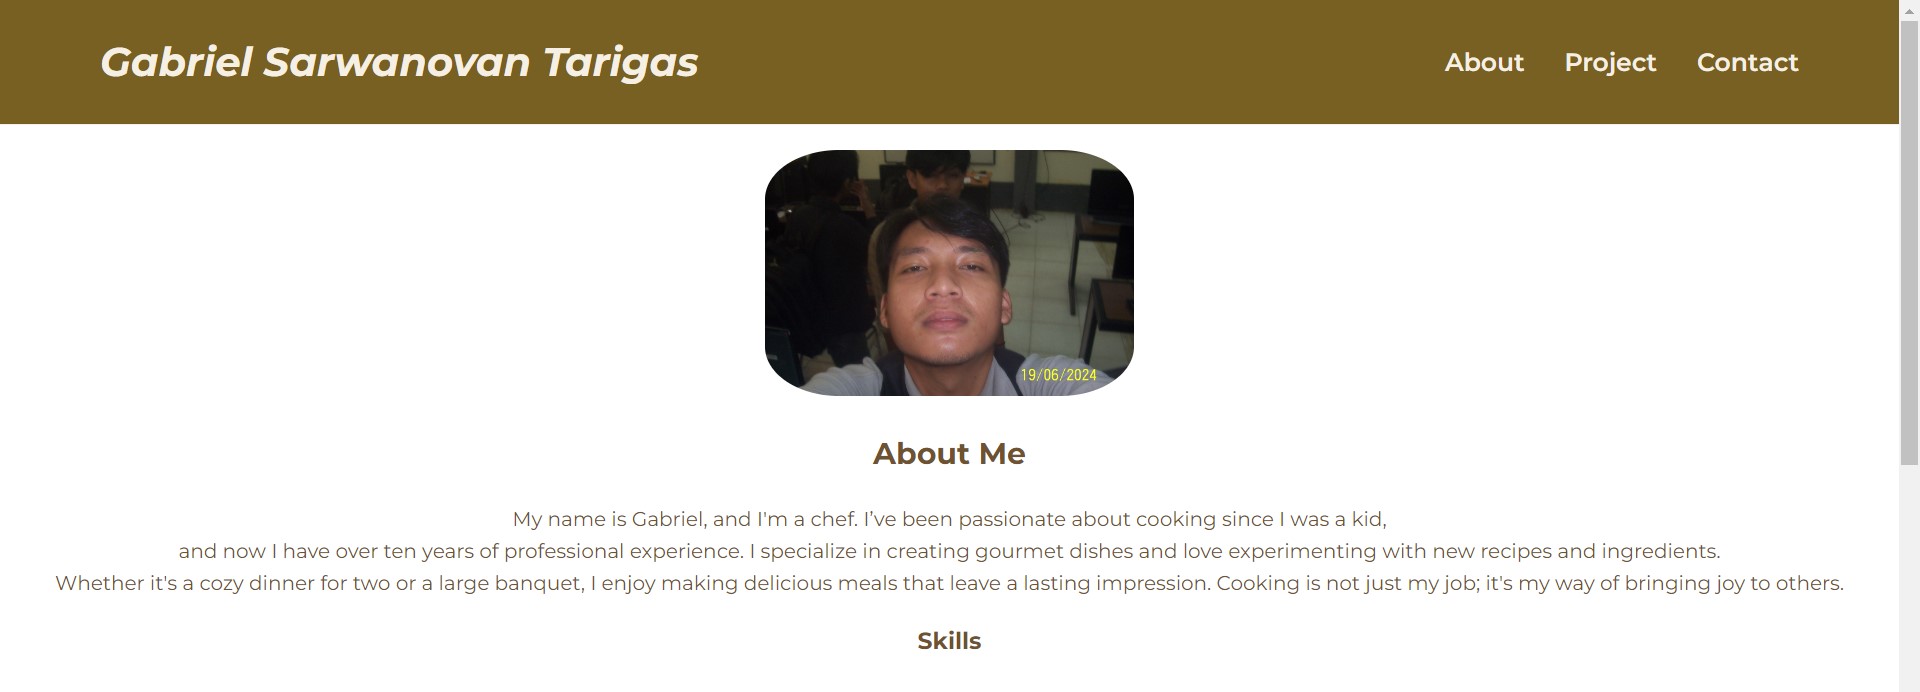 Gabriel Sarwanovan Tarigas
About Project Contact
19/06/2024
About Me
My name is Gabriel, and I'm a chef. I’ve been passionate about cooking since I was a kid,
and now I have over ten years of professional experience. I specialize in creating gourmet dishes and love experimenting with new recipes and ingredients.
Whether it's a cozy dinner for two or a large banquet, I enjoy making delicious meals that leave a lasting impression. Cooking is not just my job; it's my way of bringing joy to others.
Skills